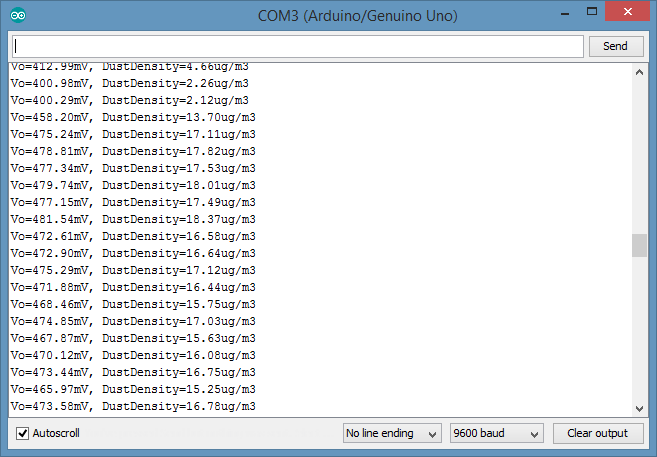 COM3 (Arduino/Genuino Uno)
Send
Vo=412.99mV, DustDensity=4.66ug/m3
Vo=400.98mV, DustDensity=2.26ug/m3
Vo=400.29mV, DustDensity=2.12ug/m3
Vo=458.20mV, DustDensity=13.70ug/m3
Vo=475.24mV, DustDensity=17.11ug/m3
Vo=478.81mV, DustDensity=17.82ug/m3
Vo=477.34mV, DustDensity=17.53ug/m3
Vo=479.74mV, DustDensity=18.01ug/m3
Vo=477.15mV, DustDensity=17.49ug/m3
Vo=481.54mV, DustDensity=18.37ug/m3
Vo=472.61mV, DustDensity=16.58ug/m3
Vo=472.90mV, DustDensity=16.64ug/m3
Vo=475.29mV, DustDensity=17.12ug/m3
Vo=471.88mV, DustDensity=16.44ug/m3
Vo=468.46mV, DustDensity=15.75ug/m3
Vo=474.85mV, DustDensity=17.03ug/m3
Vo=467.87mV, DustDensity=15.63ug/m3
Vo=470.12mV, DustDensity=16.08ug/m3
Vo=473.44mV, DustDensity=16.75ug/m3
Vo=465.97mV, DustDensity=15.25ug/m3
Vo=473.58mV, DustDensity=16.78ug/m3
Autoscroll No line ending 9600 baud Clear output